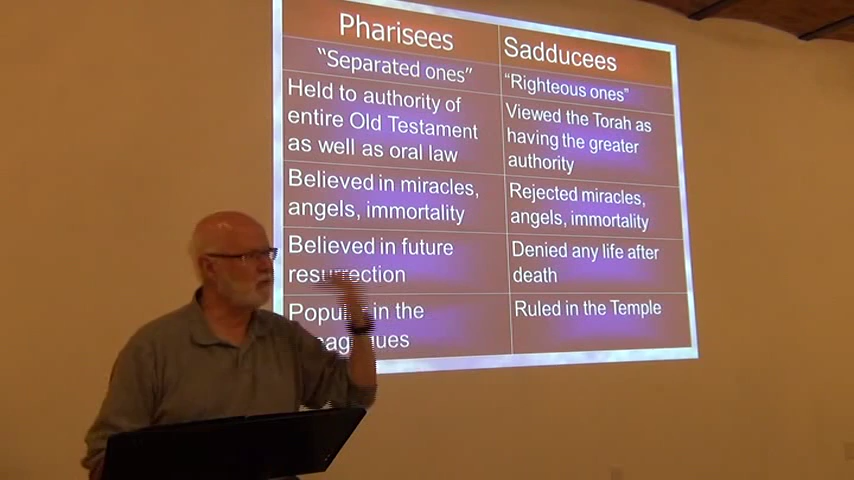 Pharisees
Sadducees
"Separated ones"
"Righteous ones"
Held to authority of
entire Old Testament
as well as oral law
Viewed the Torah as
having the greater
authority
Believed in miracles,
angels, immortality
Rejected miracles,
angels, immortality
Believed in future
resurrection
Denied any life after
death
in the
Ruled in the Temple